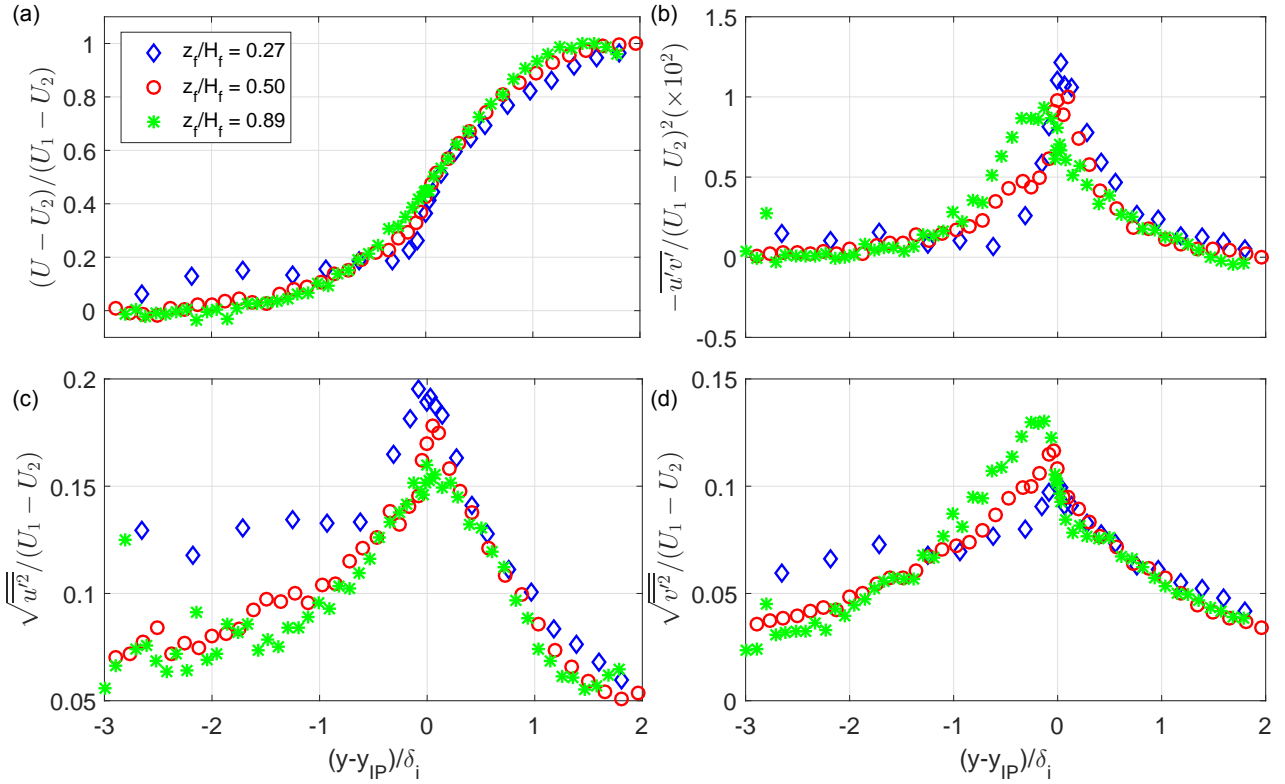 (a)
1
0.8
0.6
0.4
0.2
0
(U − U₂)/(U₁ − U₂)
z_f/H_f = 0.27
z_f/H_f = 0.50
z_f/H_f = 0.89
(b)
1.5
1
0.5
0
-0.5
−u′v′/(U₁ − U₂)²(×10²)
(c)
0.2
0.15
0.1
0.05
√u′²/(U₁ − U₂)
-3 -2 -1 0 1 2
(y-y_IP)/δ_i
(d)
0.15
0.1
0.05
0
√v′²/(U₁ − U₂)
-3 -2 -1 0 1 2
(y-y_IP)/δ_i